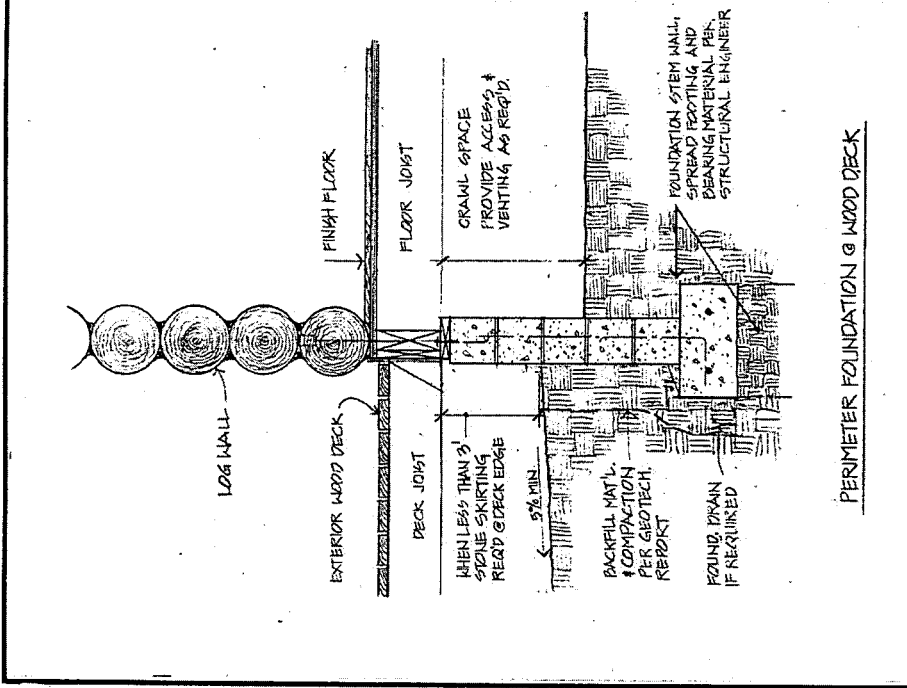 LOG WALL
FINISH FLOOR
EXTERIOR WOOD DECK
FLOOR JOIST
DECK JOIST
CRAWL SPACE
PROVIDE ACCESS &
VENTING AS REQ'D.
WHEN LESS THAN 3'
STONE SKIRTING
REQ'D @ DECK EDGE
5% MIN.
BACKFILL MAT'L.
& COMPACTION
PER GEOTECH.
REPORT
FOUND. DRAIN
IF REQUIRED
FOUNDATION STEM WALL,
SPREAD FOOTING AND
BEARING MATERIAL PER
STRUCTURAL ENGINEER
PERIMETER FOUNDATION @ WOOD DECK